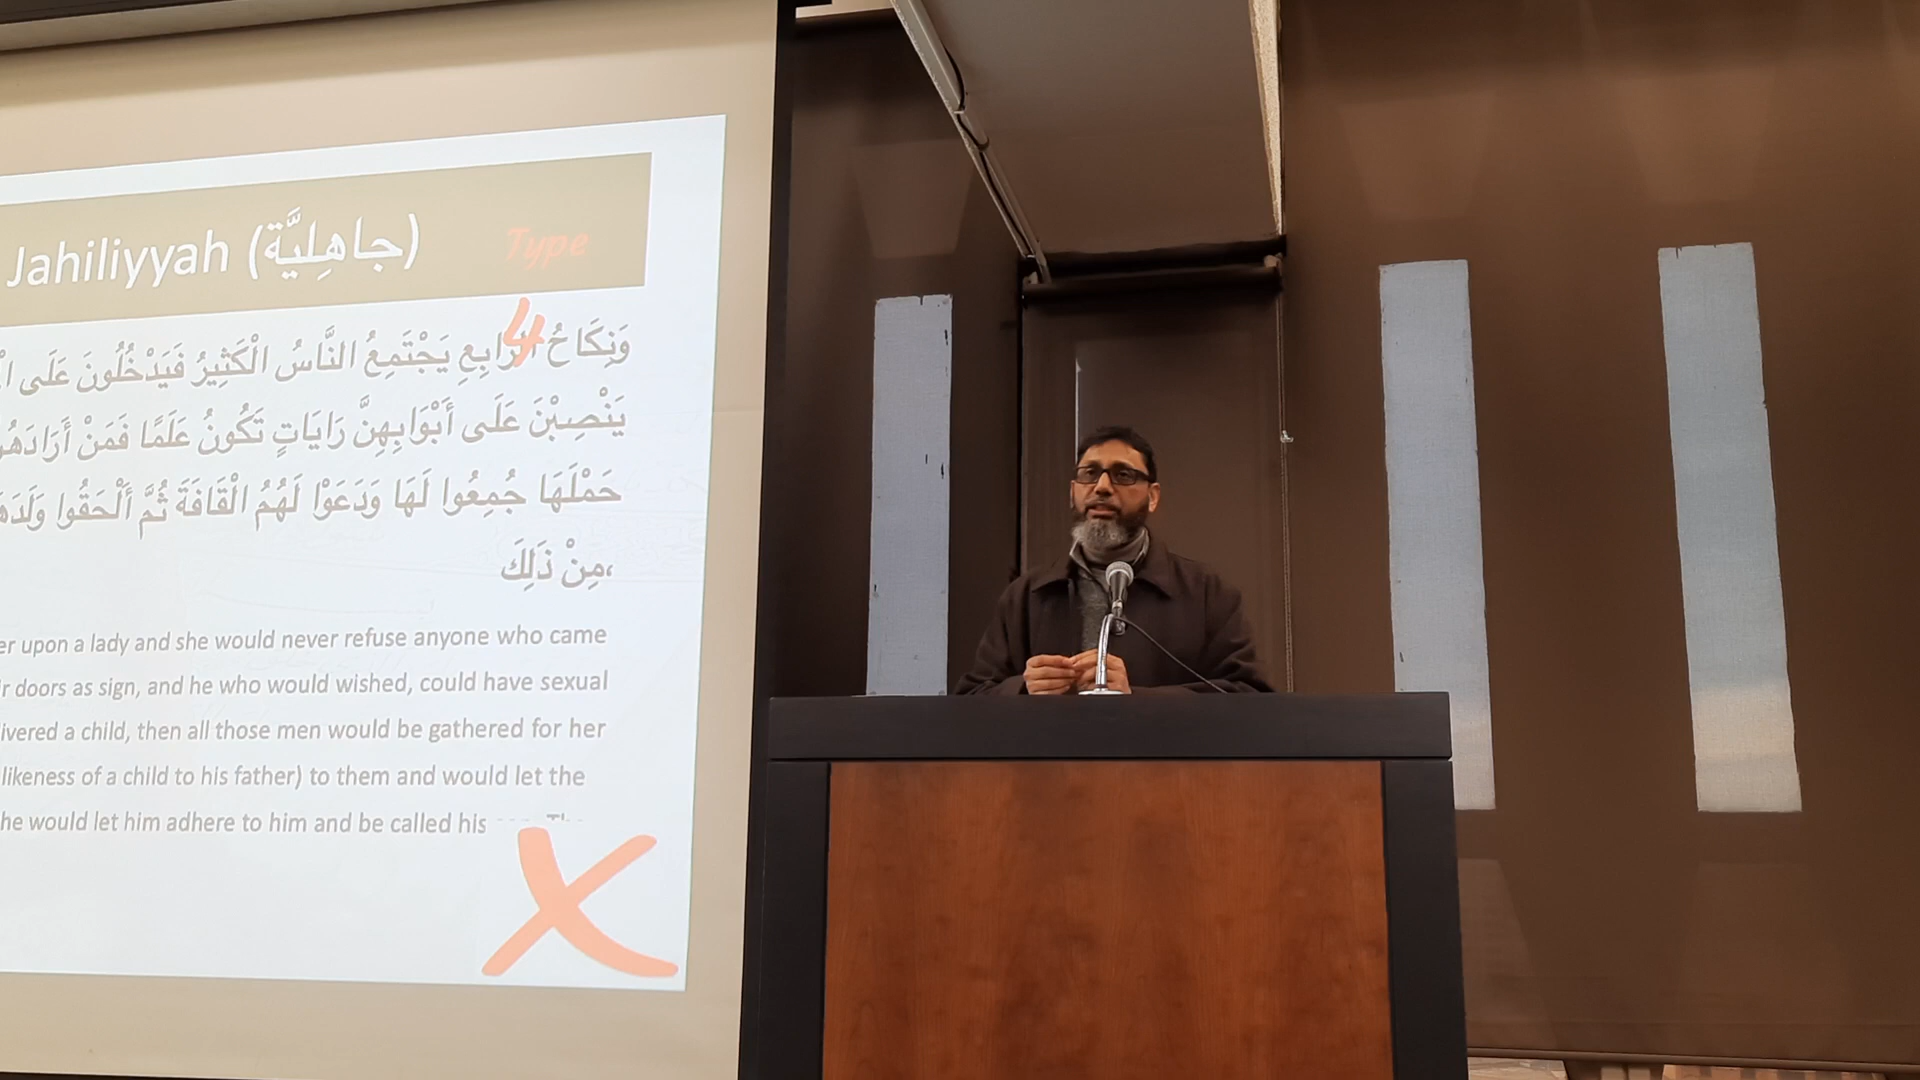 Jahiliyyah (جاهِليَّة) Type
4
وَنِكَاحُ الرَّابِعِ يَجْتَمِعُ النَّاسُ الْكَثِيرُ فَيَدْخُلُونَ عَلَى
يَنْصِبْنَ عَلَى أَبْوَابِهِنَّ رَايَاتٍ تَكُونُ عَلَمًا فَمَنْ أَرَادَهُنَّ
حَمْلَهَا جُمِعُوا لَهَا وَدَعَوْا لَهُمُ الْقَافَةَ ثُمَّ أَلْحَقُوا وَلَدَهَا
،مِنْ ذَلِكَ
er upon a lady and she would never refuse anyone who came
r doors as sign, and he who would wished, could have sexual
ivered a child, then all those men would be gathered for her
likeness of a child to his father) to them and would let the
he would let him adhere to him and be called his